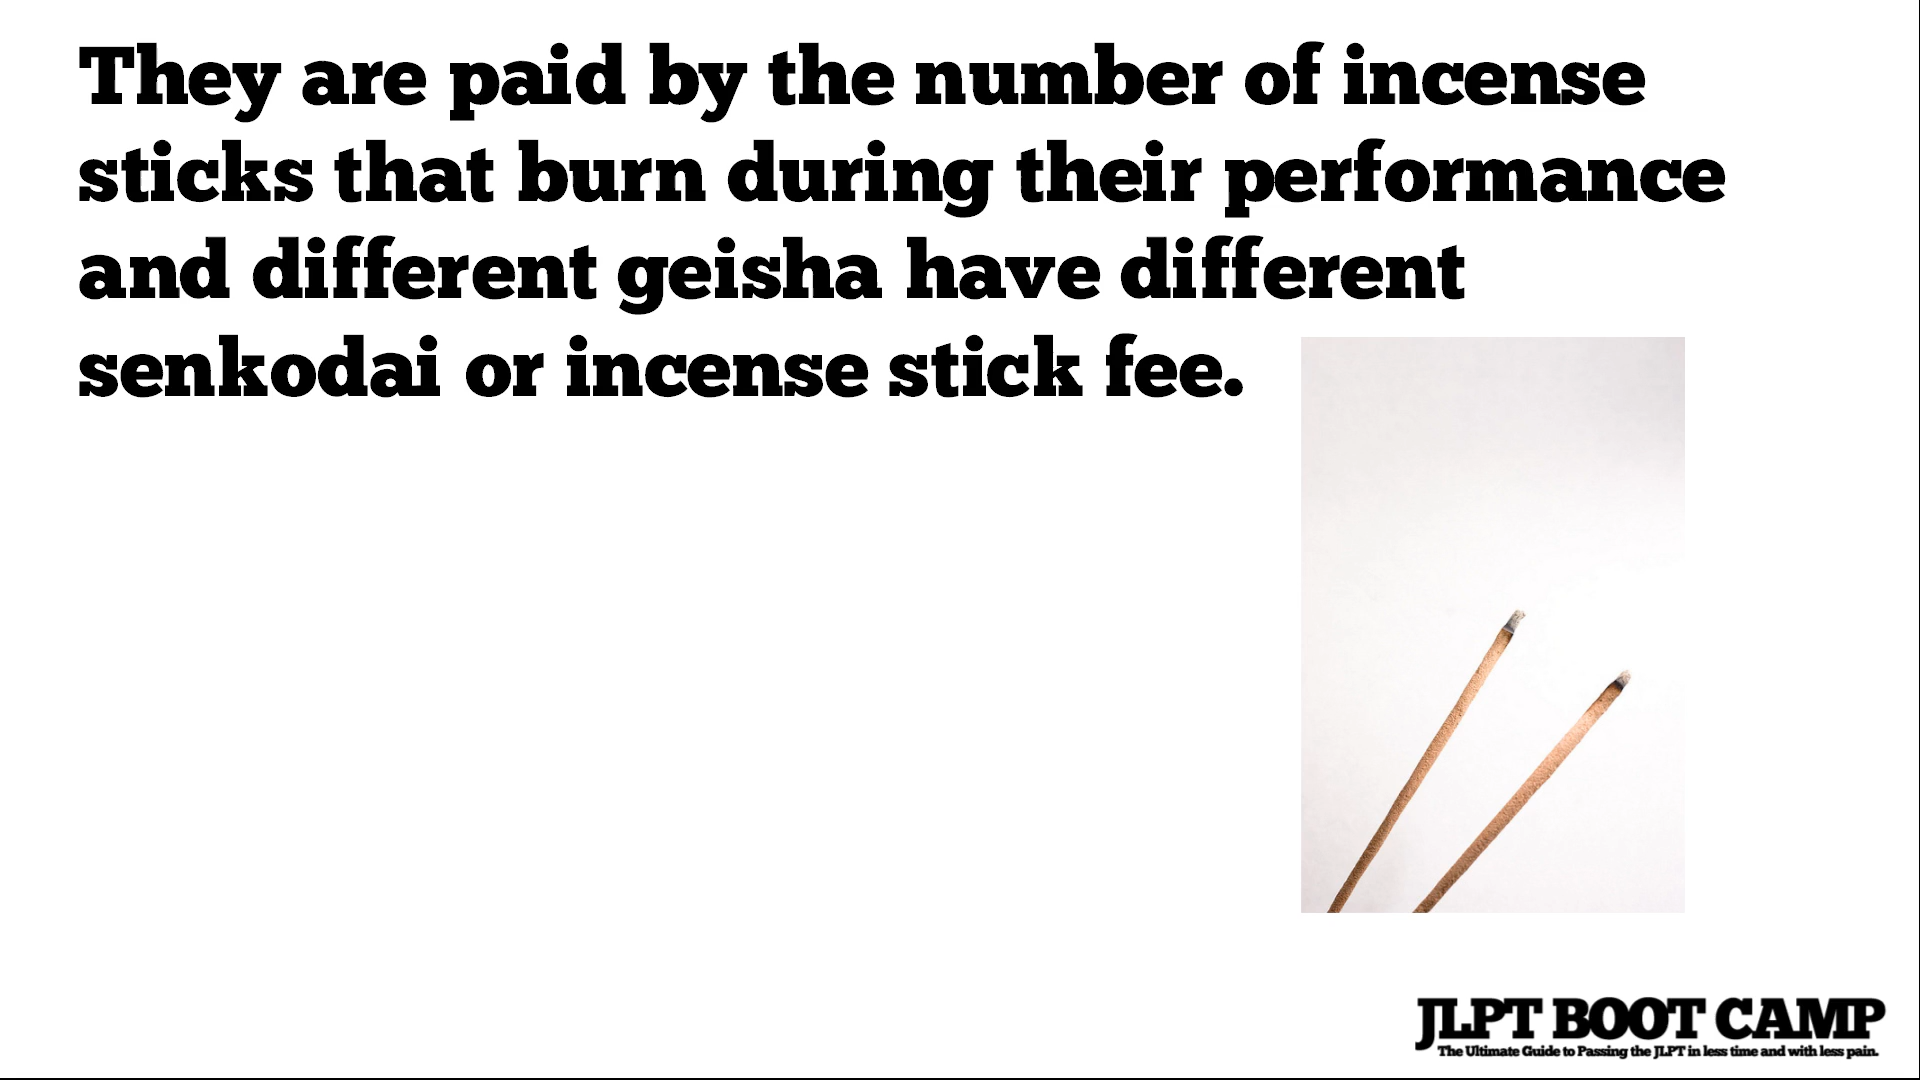 They are paid by the number of incense
sticks that burn during their performance
and different geisha have different
senkodai or incense stick fee.
JLPT BOOT CAMP
The Ultimate Guide to Passing the JLPT in less time and with less pain.